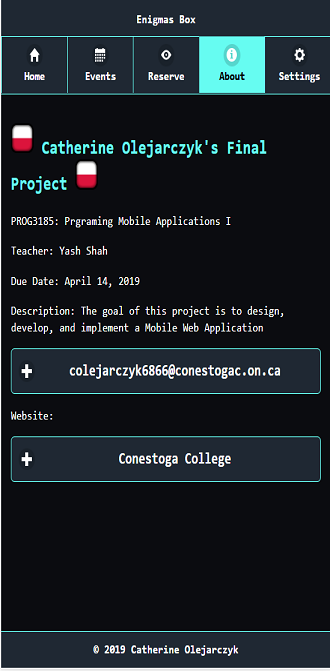 Enigmas Box
Home Events Reserve About Settings
Catherine Olejarczyk's Final
Project
PROG3185: Prgraming Mobile Applications I
Teacher: Yash Shah
Due Date: April 14, 2019
Description: The goal of this project is to design,
develop, and implement a Mobile Web Application
colejarczyk6866@conestogac.on.ca
Website:
Conestoga College
© 2019 Catherine Olejarczyk